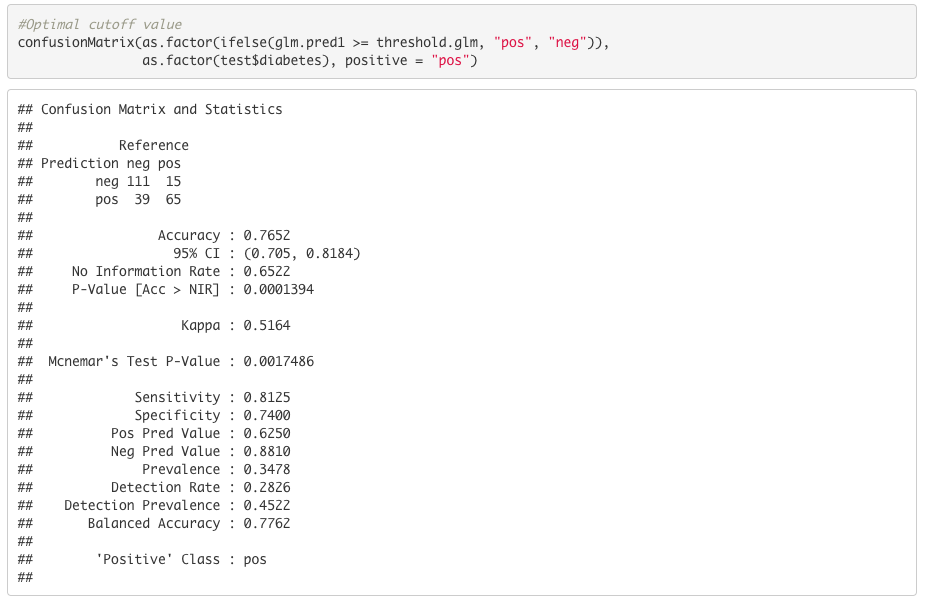 #Optimal cutoff value
confusionMatrix(as.factor(ifelse(glm.pred1 >= threshold.glm, "pos", "neg")),
                as.factor(test$diabetes), positive = "pos")
## Confusion Matrix and Statistics
##
##           Reference
## Prediction neg pos
##        neg 111  15
##        pos  39  65
##
##                Accuracy : 0.7652
##                  95% CI : (0.705, 0.8184)
##     No Information Rate : 0.6522
##     P-Value [Acc > NIR] : 0.0001394
##
##                   Kappa : 0.5164
##
##  Mcnemar's Test P-Value : 0.0017486
##
##             Sensitivity : 0.8125
##             Specificity : 0.7400
##          Pos Pred Value : 0.6250
##          Neg Pred Value : 0.8810
##              Prevalence : 0.3478
##          Detection Rate : 0.2826
##    Detection Prevalence : 0.4522
##       Balanced Accuracy : 0.7762
##
##        'Positive' Class : pos
##